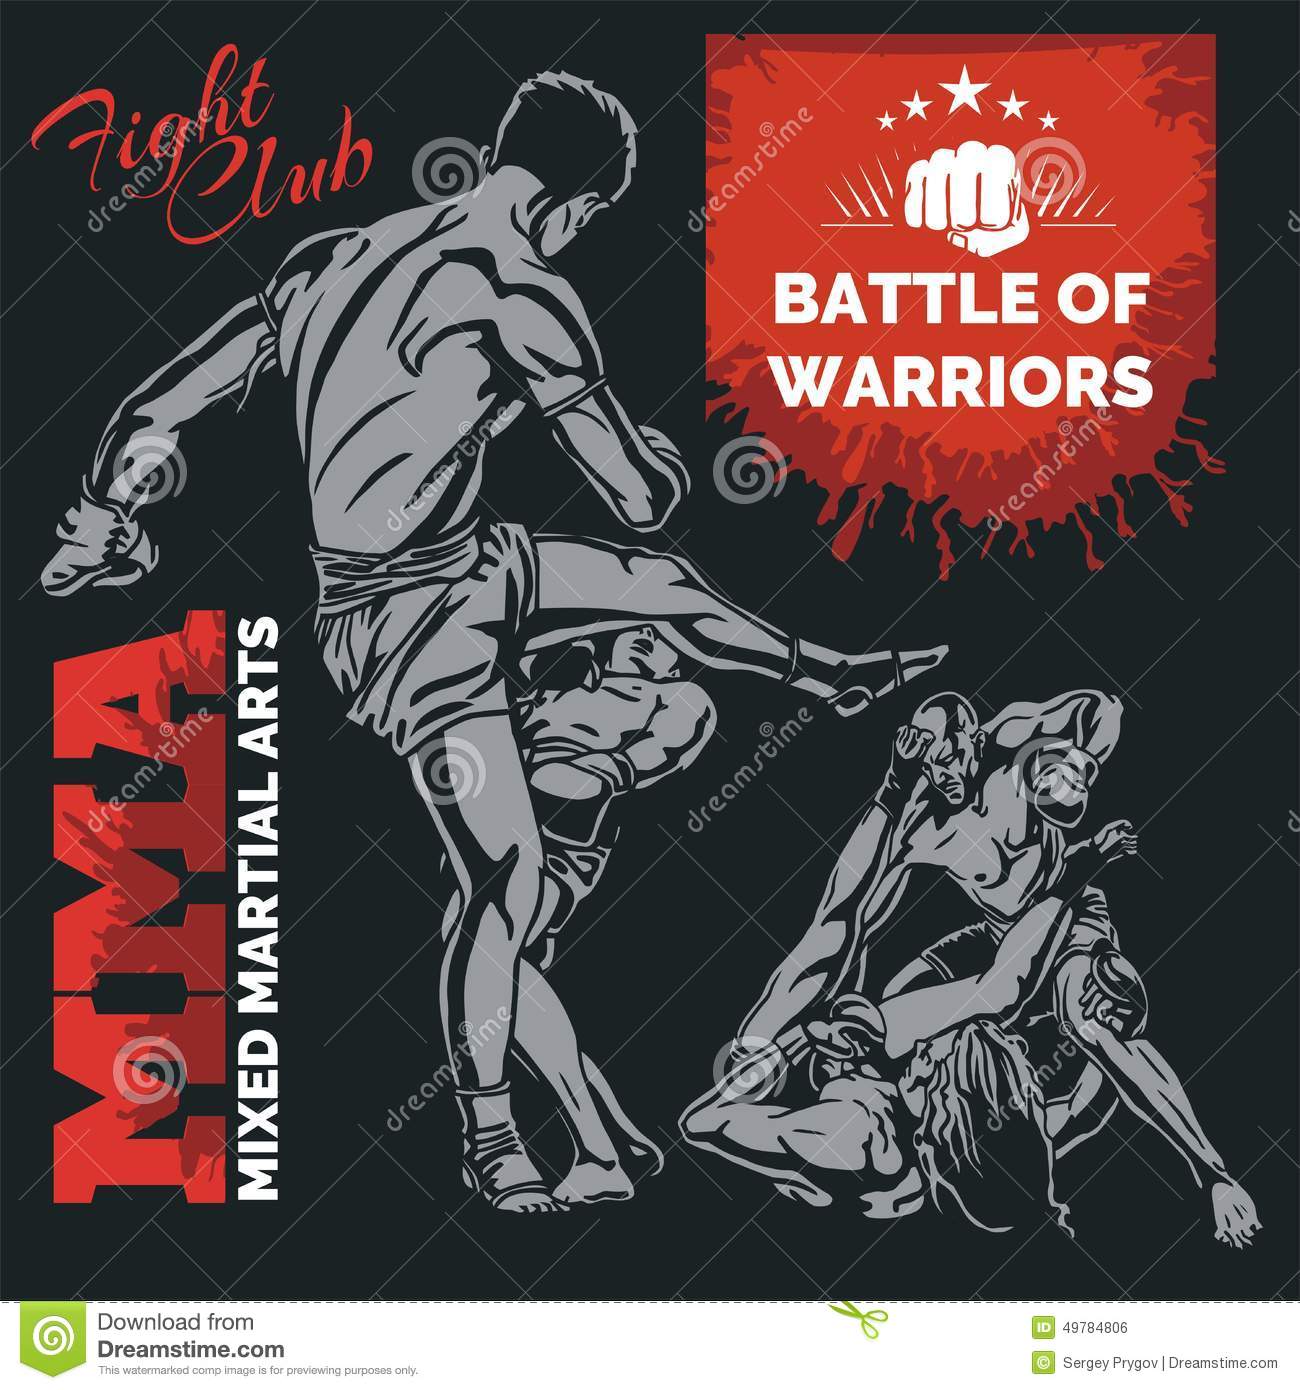 Fight
Club
BATTLE OF
WARRIORS
MMA
MIXED MARTIAL ARTS
dreamstime
Download from
Dreamstime.com
This watermarked comp image is for previewing purposes only.
ID 49784806
© Sergey Prygov | Dreamstime.com